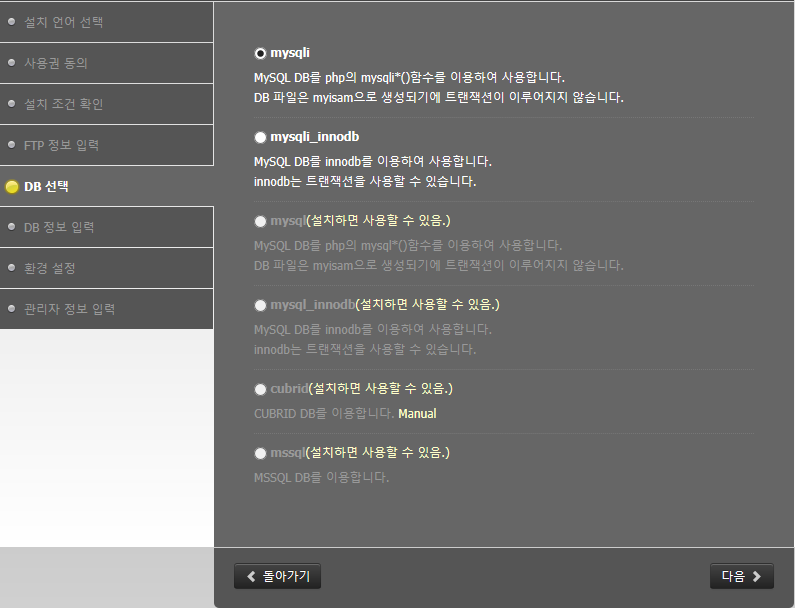 설치 언어 선택
사용권 동의
설치 조건 확인
FTP 정보 입력
DB 선택
DB 정보 입력
환경 설정
관리자 정보 입력
mysqli
MySQL DB를 php의 mysqli*()함수를 이용하여 사용합니다.
DB 파일은 myisam으로 생성되기에 트랜잭션이 이루어지지 않습니다.
mysqli_innodb
MySQL DB를 innodb를 이용하여 사용합니다.
innodb는 트랜잭션을 사용할 수 있습니다.
mysql(설치하면 사용할 수 있음.)
MySQL DB를 php의 mysql*()함수를 이용하여 사용합니다.
DB 파일은 myisam으로 생성되기에 트랜잭션이 이루어지지 않습니다.
mysql_innodb(설치하면 사용할 수 있음.)
MySQL DB를 innodb를 이용하여 사용합니다.
innodb는 트랜잭션을 사용할 수 있습니다.
cubrid(설치하면 사용할 수 있음.)
CUBRID DB를 이용합니다. Manual
mssql(설치하면 사용할 수 있음.)
MSSQL DB를 이용합니다.
돌아가기
다음